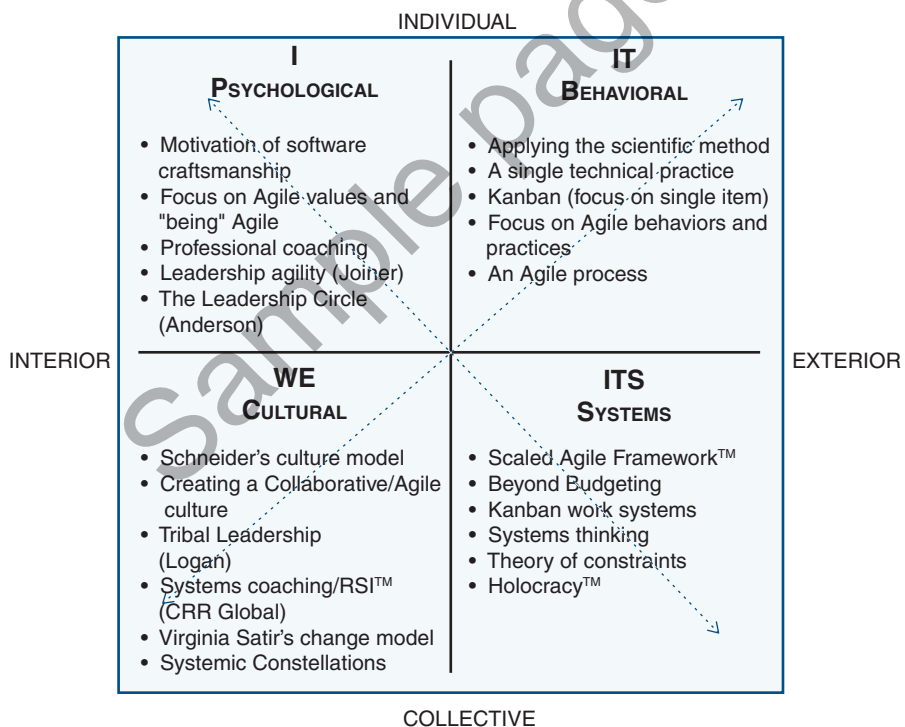 INDIVIDUAL
I
PSYCHOLOGICAL
• Motivation of software
craftsmanship
• Focus on Agile values and
"being" Agile
• Professional coaching
• Leadership agility (Joiner)
• The Leadership Circle
(Anderson)
IT
BEHAVIORAL
• Applying the scientific method
• A single technical practice
• Kanban (focus on single item)
• Focus on Agile behaviors and
practices
• An Agile process
INTERIOR
EXTERIOR
WE
CULTURAL
• Schneider’s culture model
• Creating a Collaborative/Agile
culture
• Tribal Leadership
(Logan)
• Systems coaching/RSI™
(CRR Global)
• Virginia Satir’s change model
• Systemic Constellations
ITS
SYSTEMS
• Scaled Agile Framework™
• Beyond Budgeting
• Kanban work systems
• Systems thinking
• Theory of constraints
• Holocracy™
COLLECTIVE
Sample page